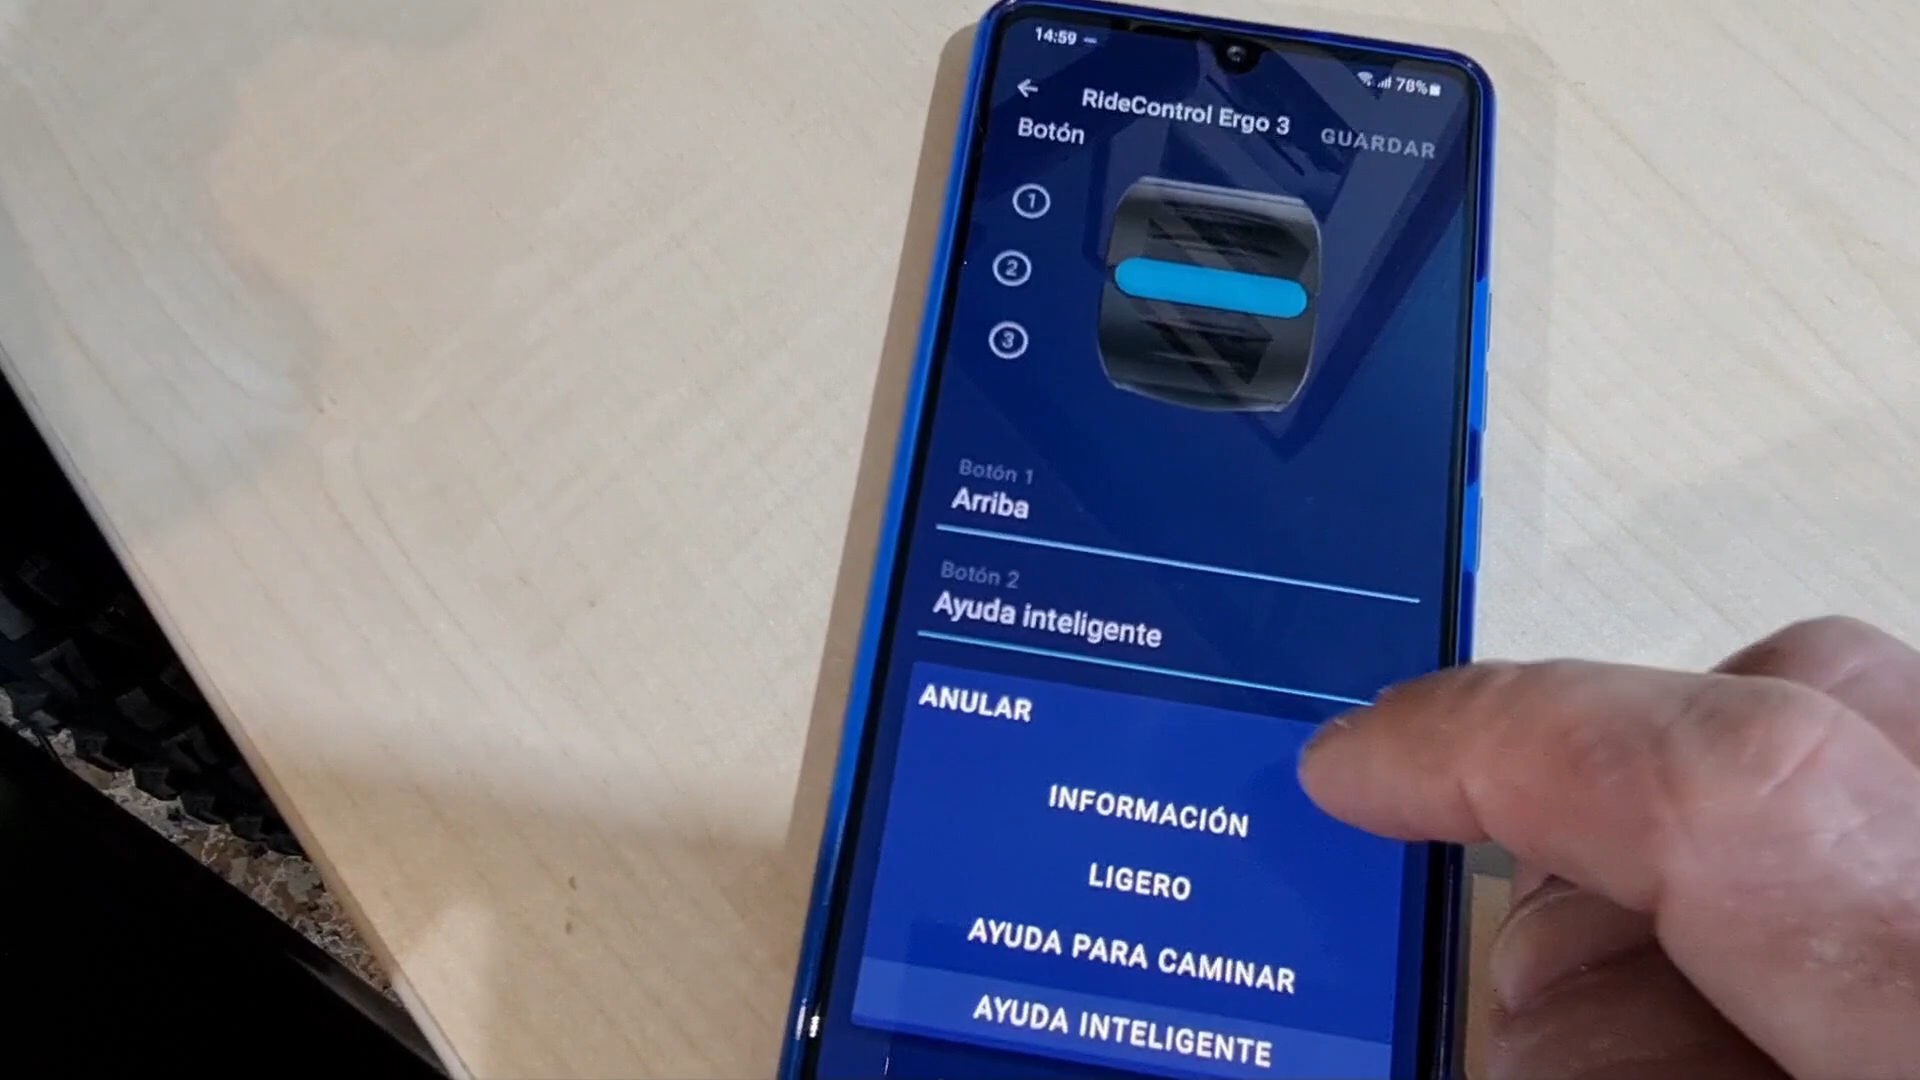 14:59
78%
RideControl Ergo 3
GUARDAR
Botón
1
2
3
Botón 1
Arriba
Botón 2
Ayuda inteligente
ANULAR
INFORMACIÓN
LIGERO
AYUDA PARA CAMINAR
AYUDA INTELIGENTE